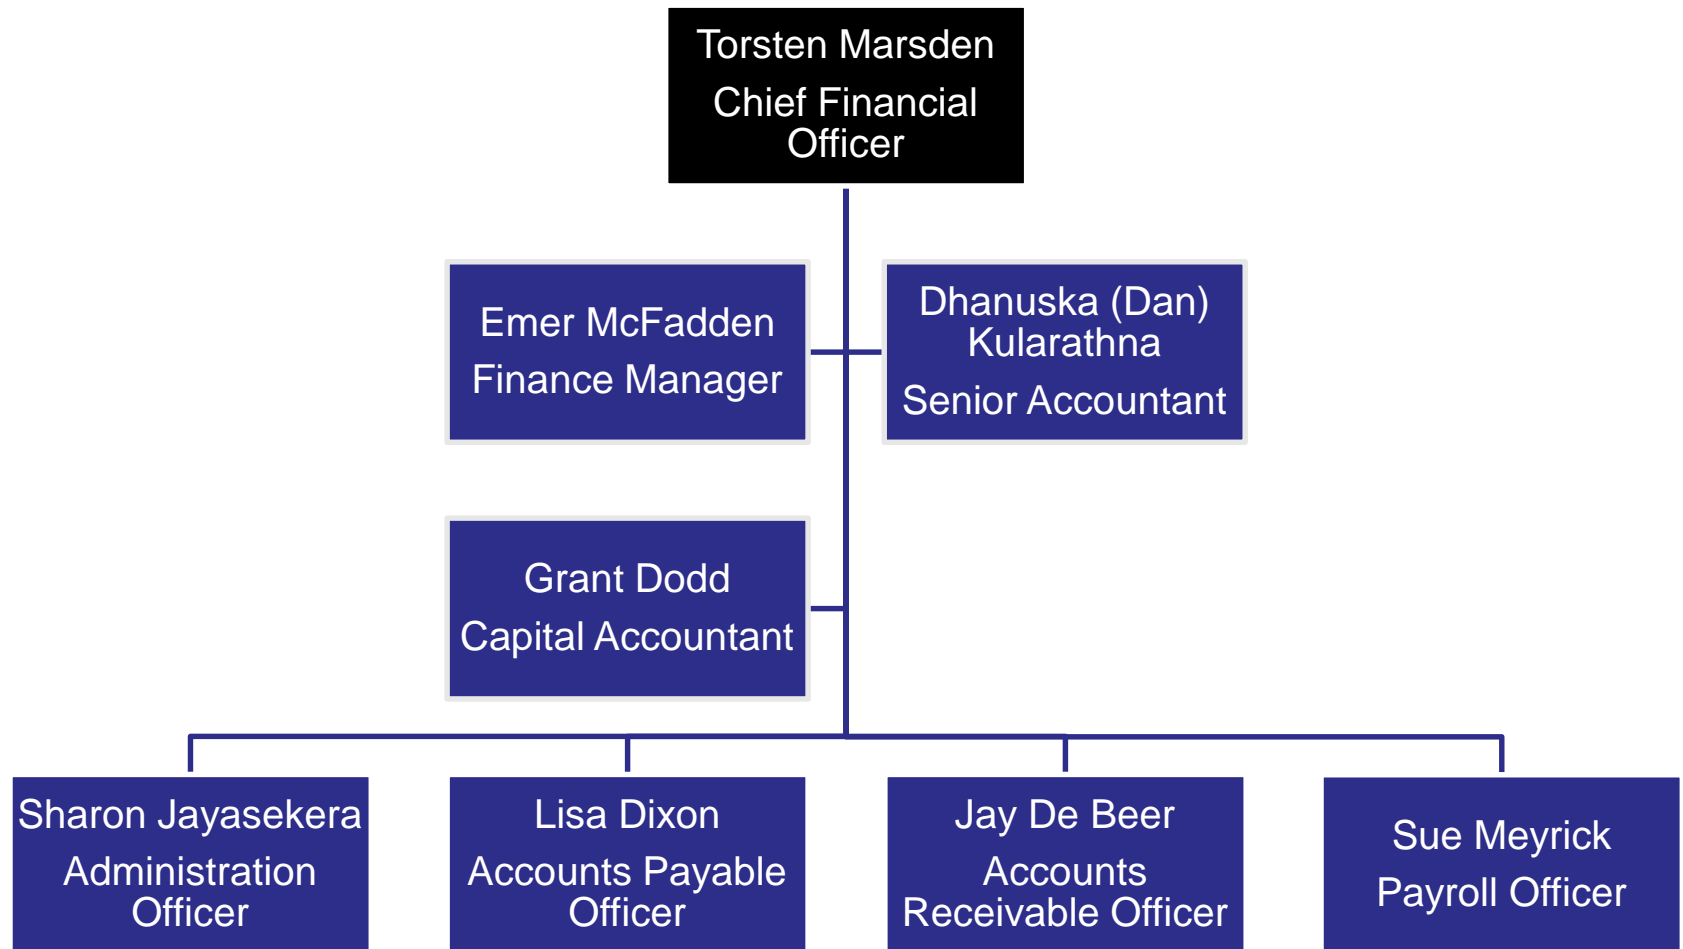 Torsten Marsden
Chief Financial
Officer
Emer McFadden
Finance Manager
Dhanuska (Dan)
Kularathna
Senior Accountant
Grant Dodd
Capital Accountant
Sharon Jayasekera
Administration
Officer
Lisa Dixon
Accounts Payable
Officer
Jay De Beer
Accounts
Receivable Officer
Sue Meyrick
Payroll Officer